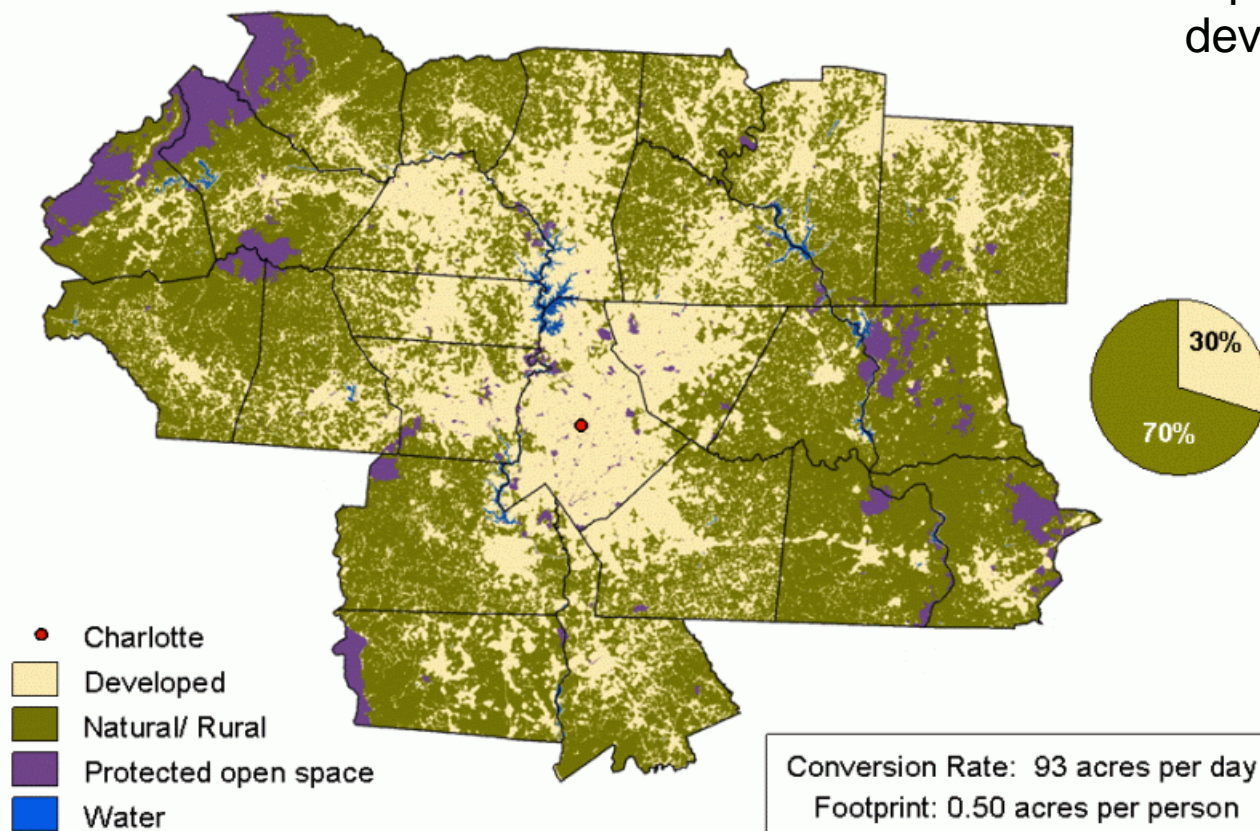 dev
30%
70%
Charlotte
Developed
Natural/ Rural
Protected open space
Water
Conversion Rate: 93 acres per day
Footprint: 0.50 acres per person